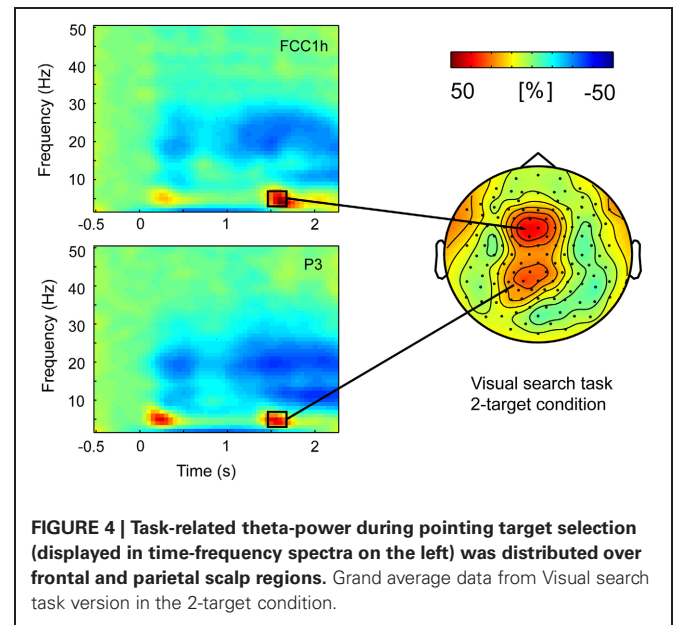 50
FCC1h
40
Frequency (Hz)
30
20
10
-0.5 0 1 2
50 [%] -50
50
P3
40
Frequency (Hz)
30
20
10
-0.5 0 1 2
Time (s)
Visual search task
2-target condition
FIGURE 4 | Task-related theta-power during pointing target selection
(displayed in time-frequency spectra on the left) was distributed over
frontal and parietal scalp regions. Grand average data from Visual search
task version in the 2-target condition.